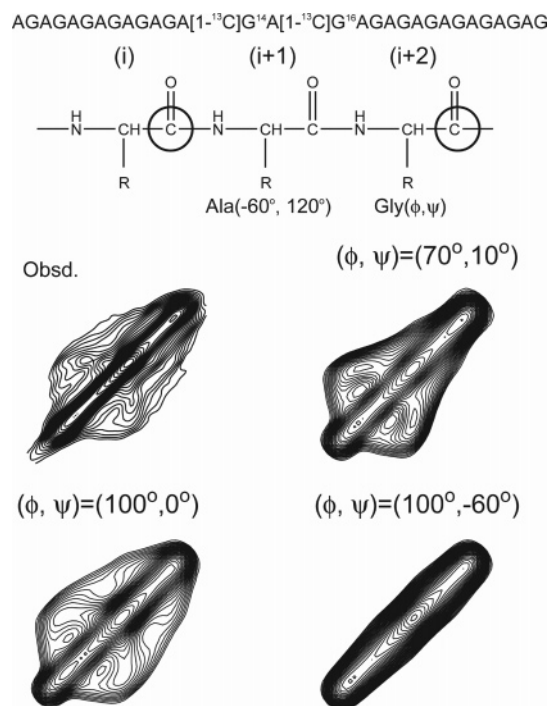 AGAGAGAGAGAGA[1-¹³C]G¹⁴A[1-¹³C]G¹⁶AGAGAGAGAGAGAG
(i) (i+1) (i+2)
O O O
H H H
N CH C N CH C N CH C
R R R
Ala(-60°, 120°) Gly(ϕ,ψ)
Obsd.
(ϕ, ψ)=(70°,10°)
(ϕ, ψ)=(100°,0°) (ϕ, ψ)=(100°,-60°)